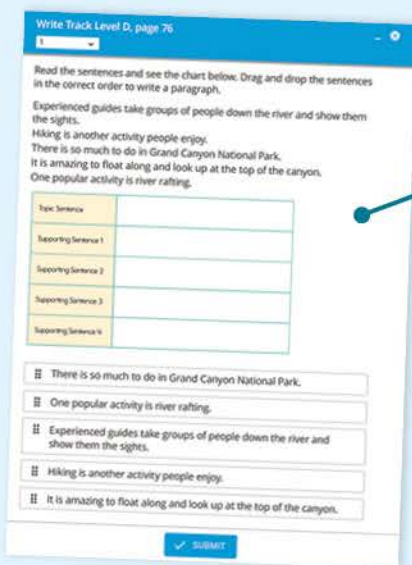 Write Track Level D, page 76
1
Read the sentences and see the chart below. Drag and drop the sentences
in the correct order to write a paragraph.
Experienced guides take groups of people down the river and show them
the sights.
Hiking is another activity people enjoy.
There is so much to do in Grand Canyon National Park.
It is amazing to float along and look up at the top of the canyon.
One popular activity is river rafting.
Topic Sentence
Supporting Sentence 1
Supporting Sentence 2
Supporting Sentence 3
Supporting Sentence 4
There is so much to do in Grand Canyon National Park.
One popular activity is river rafting.
Experienced guides take groups of people down the river and
show them the sights.
Hiking is another activity people enjoy.
It is amazing to float along and look up at the top of the canyon.
SUBMIT